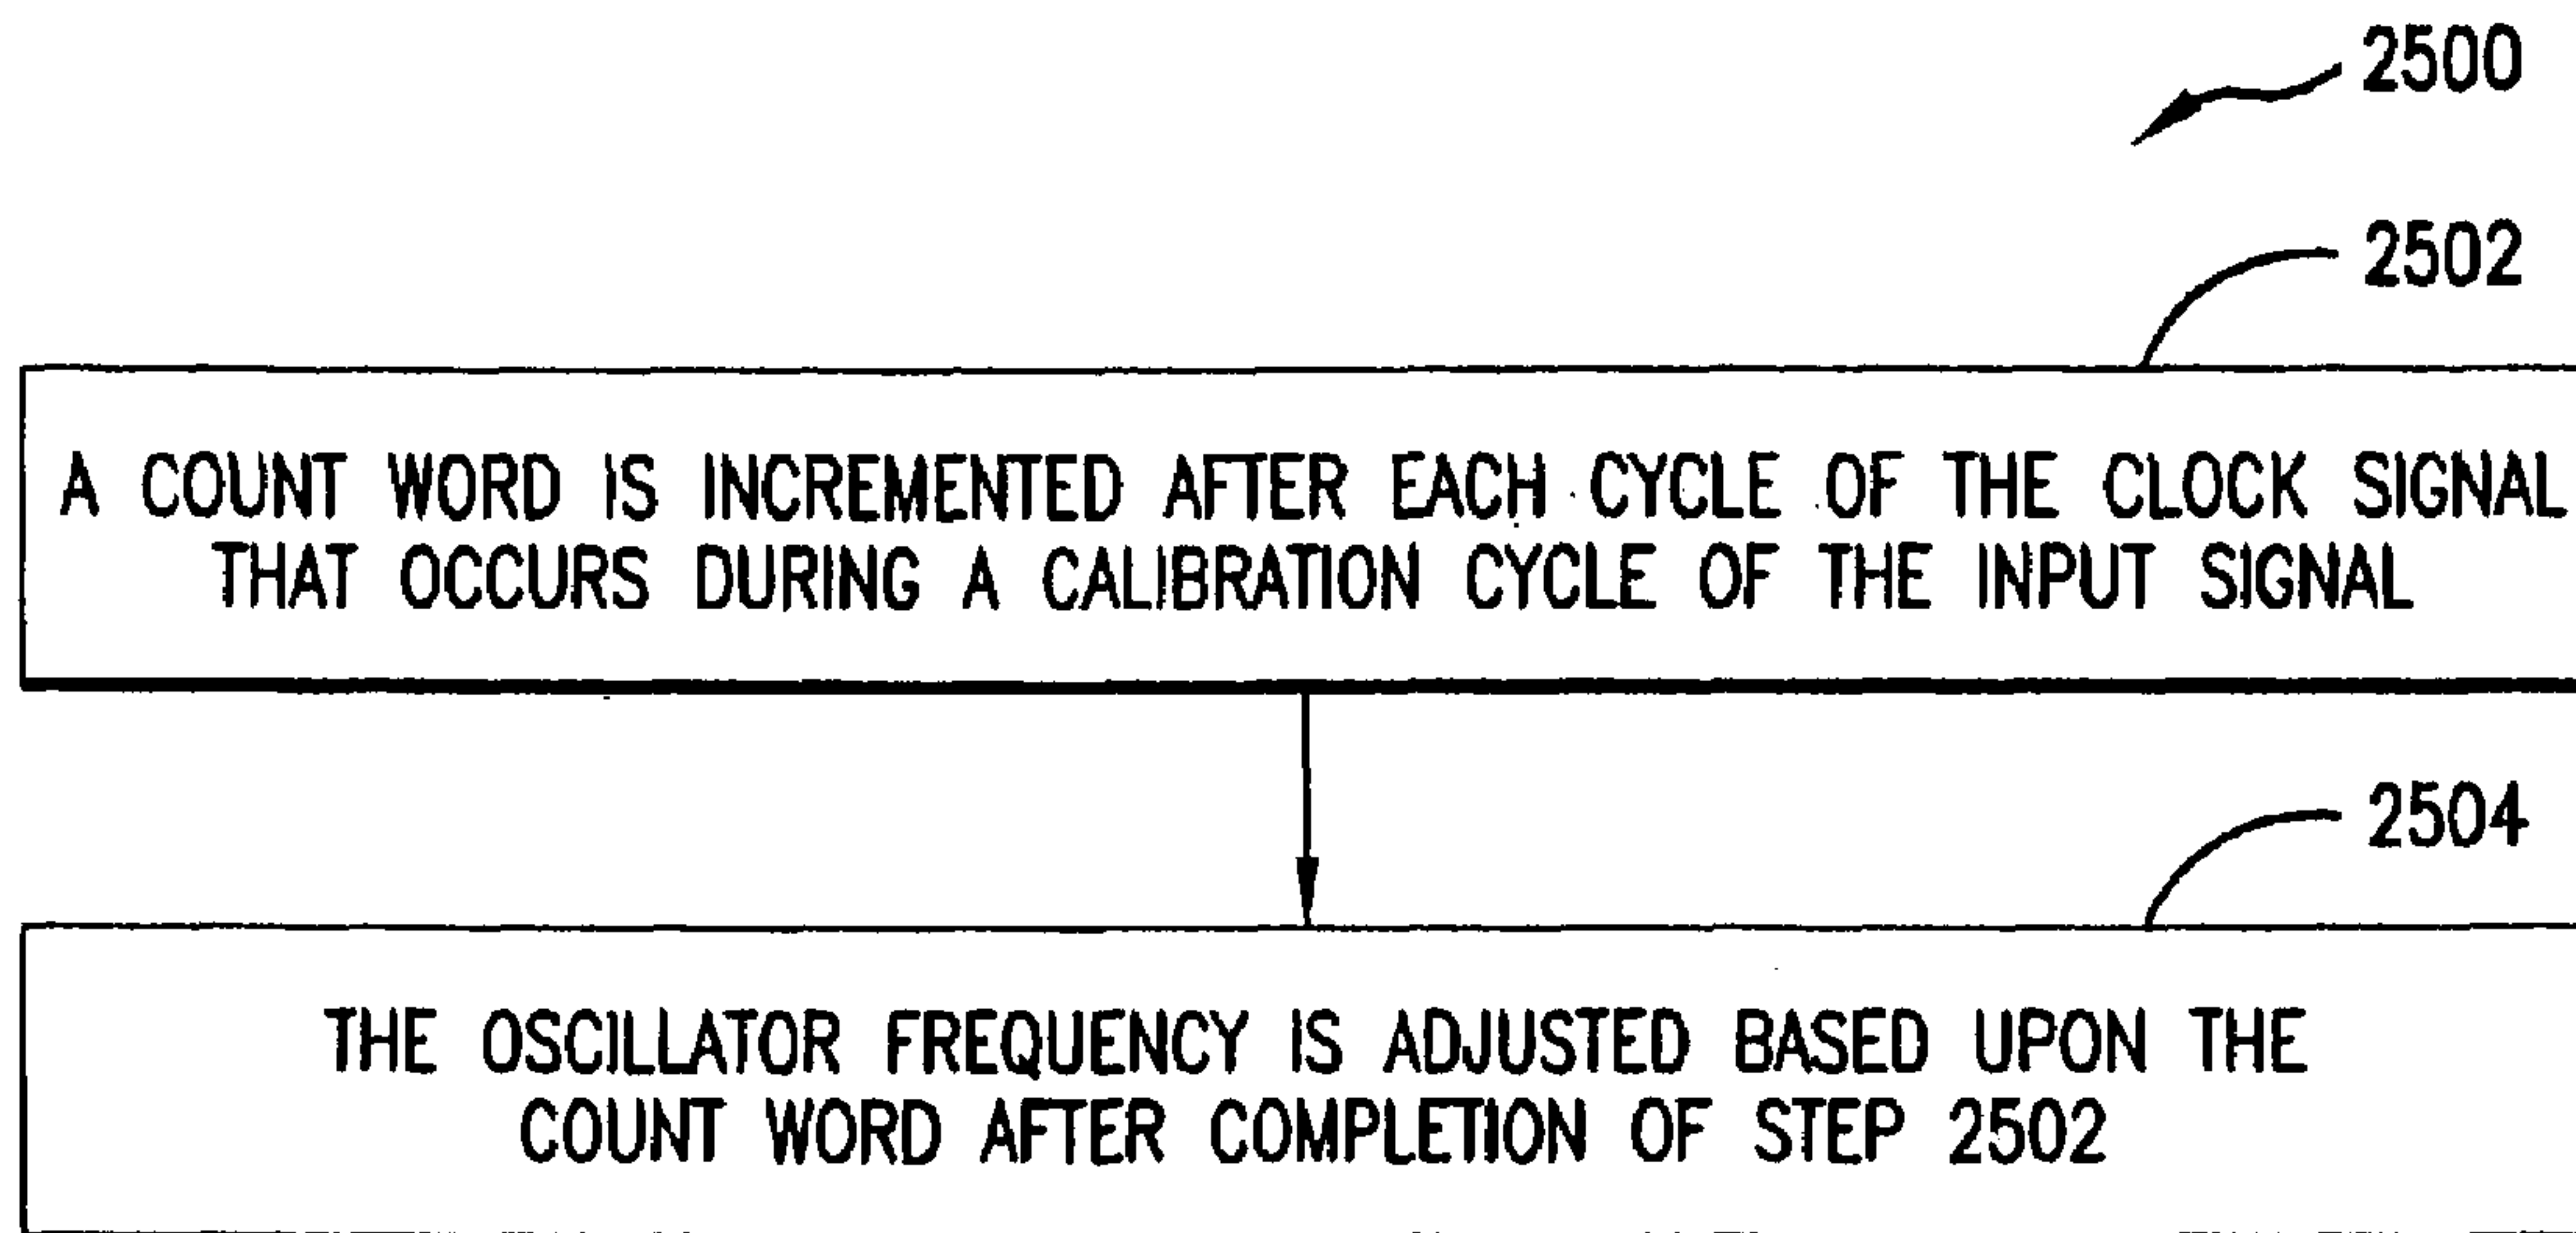 2500
2502
A COUNT WORD IS INCREMENTED AFTER EACH CYCLE OF THE CLOCK SIGNAL
THAT OCCURS DURING A CALIBRATION CYCLE OF THE INPUT SIGNAL
2504
THE OSCILLATOR FREQUENCY IS ADJUSTED BASED UPON THE
COUNT WORD AFTER COMPLETION OF STEP 2502